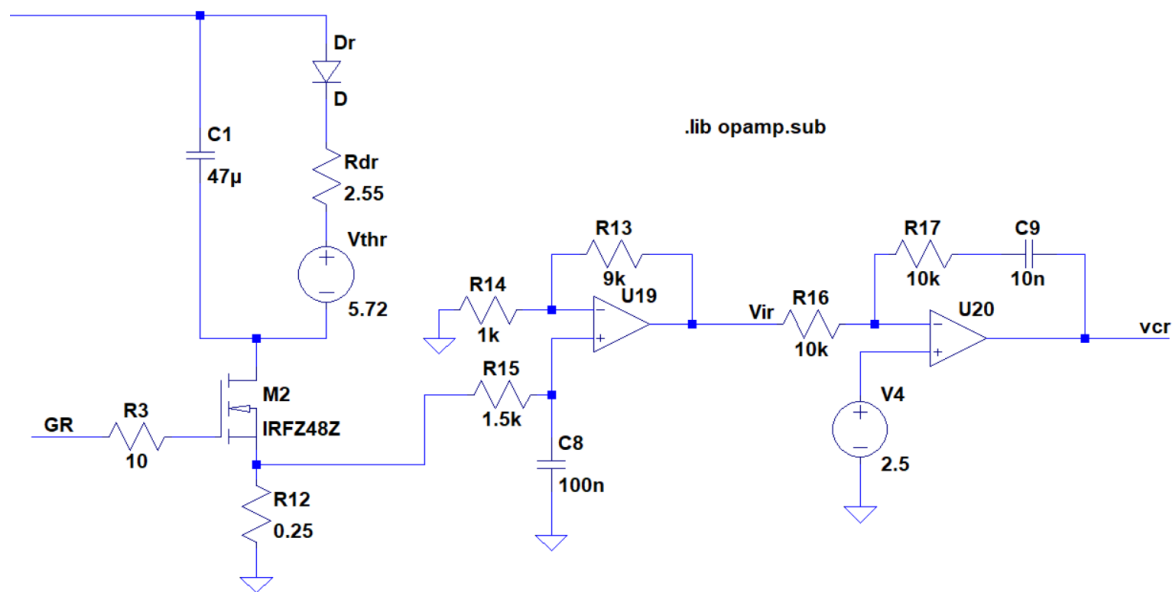 Dr
D
C1
47µ
Rdr
2.55
Vthr
5.72
.lib opamp.sub
R13
9k
U19
R14
1k
R15
1.5k
C8
100n
Vir
R16
10k
R17
10k
C9
10n
U20
vcr
V4
2.5
M2
IRFZ48Z
GR
R3
10
R12
0.25